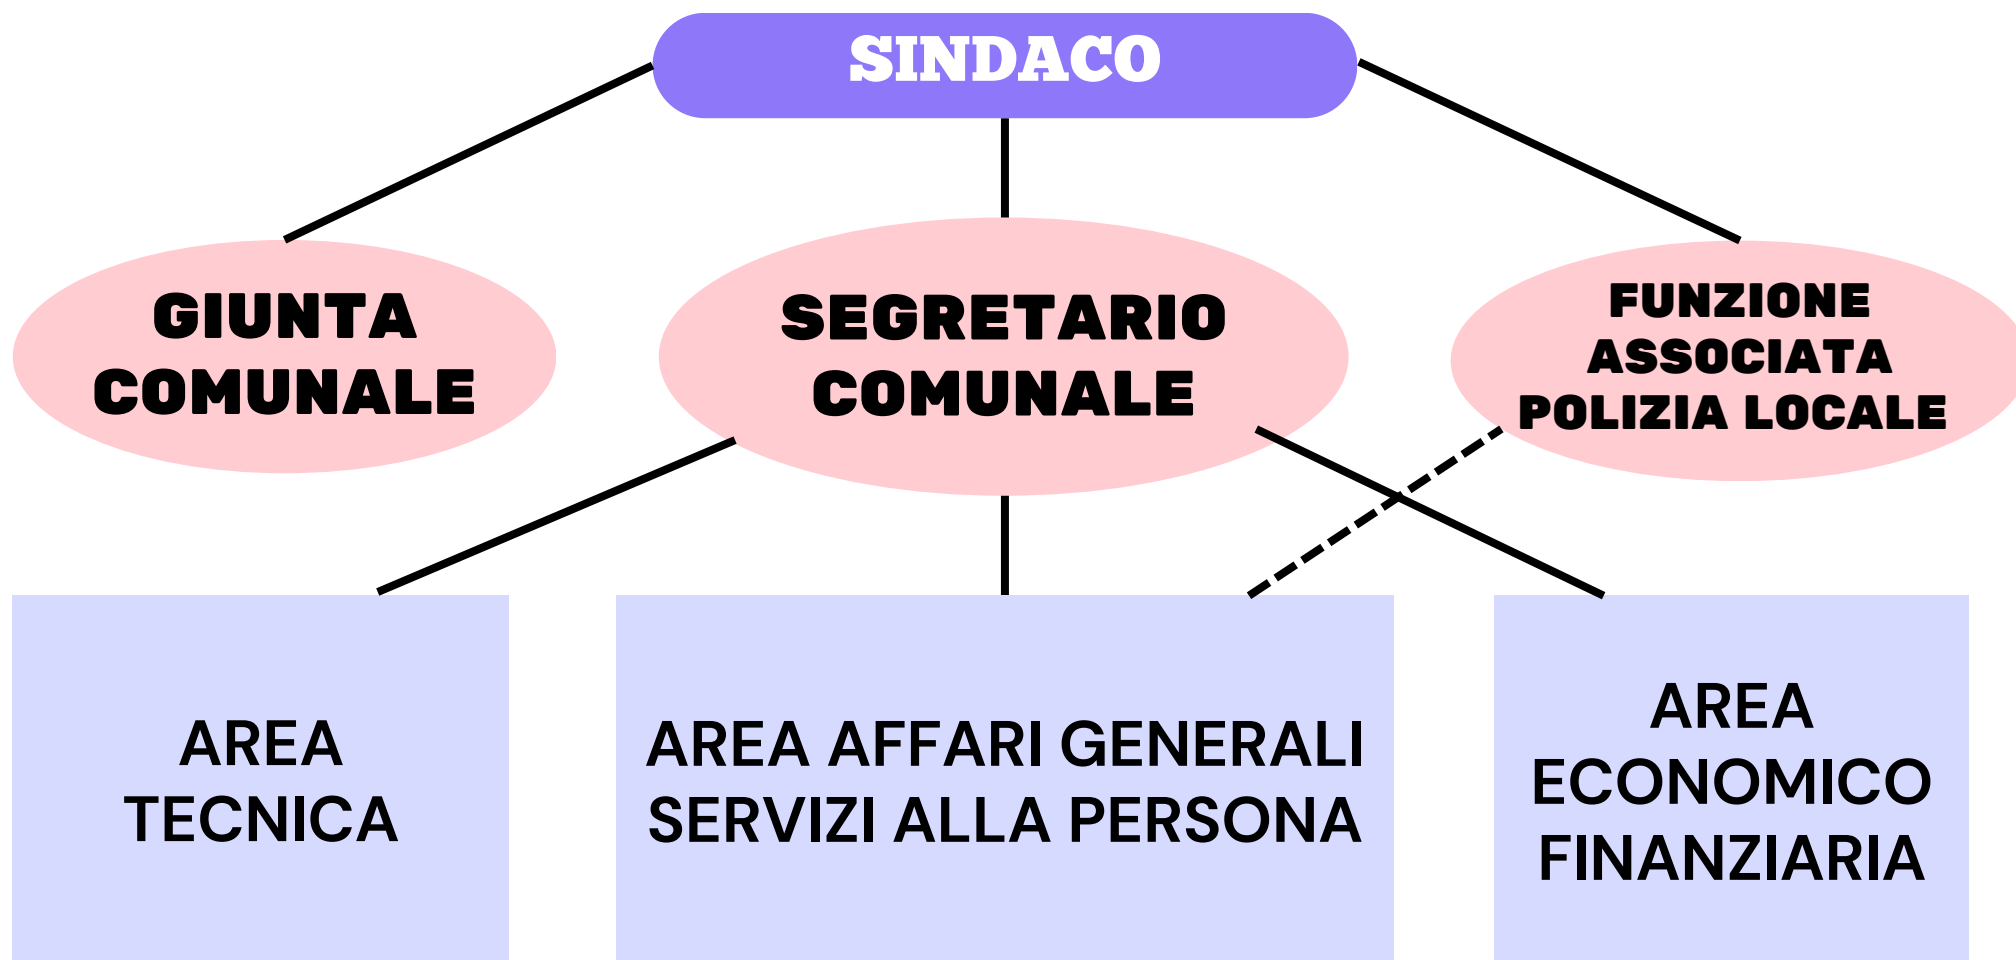 SINDACO
GIUNTA
COMUNALE
SEGRETARIO
COMUNALE
FUNZIONE
ASSOCIATA
POLIZIA LOCALE
AREA
TECNICA
AREA AFFARI GENERALI
SERVIZI ALLA PERSONA
AREA
ECONOMICO
FINANZIARIA